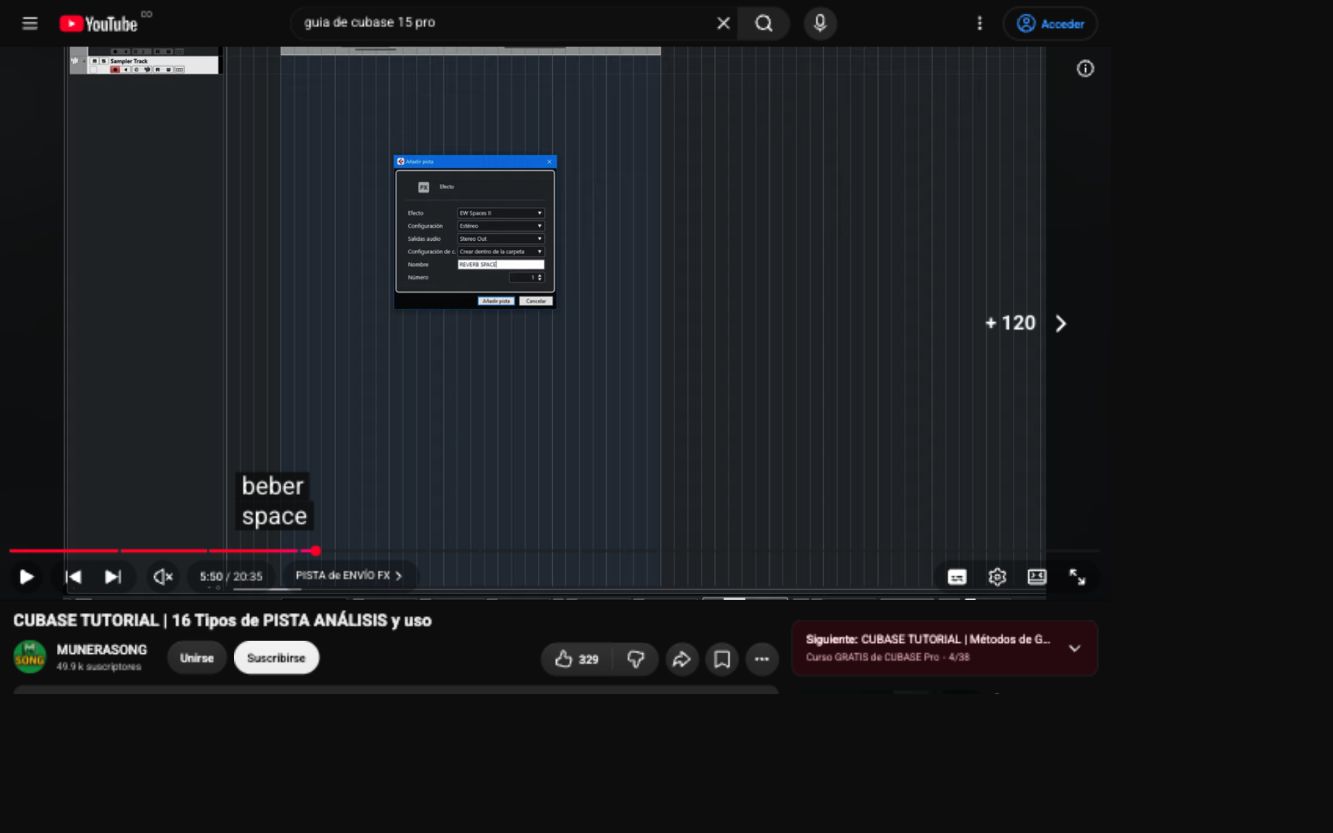 YouTube CO
guia de cubase 15 pro
Acceder
Sampler Track
Añadir pista
FX Efecto
Efecto EW Spaces II
Configuración Estéreo
Salidas audio Stereo Out
Configuración de c. Crear dentro de la carpeta
Nombre REVERB SPACE
Número 1
Añadir pista Cancelar
+ 120
beber
space
5:50 / 20:35 PISTA de ENVÍO FX
CUBASE TUTORIAL | 16 Tipos de PISTA ANÁLISIS y uso
MUNERASONG
49.9 k suscriptores
Unirse
Suscribirse
329
Siguiente: CUBASE TUTORIAL | Métodos de G...
Curso GRATIS de CUBASE Pro - 4/38